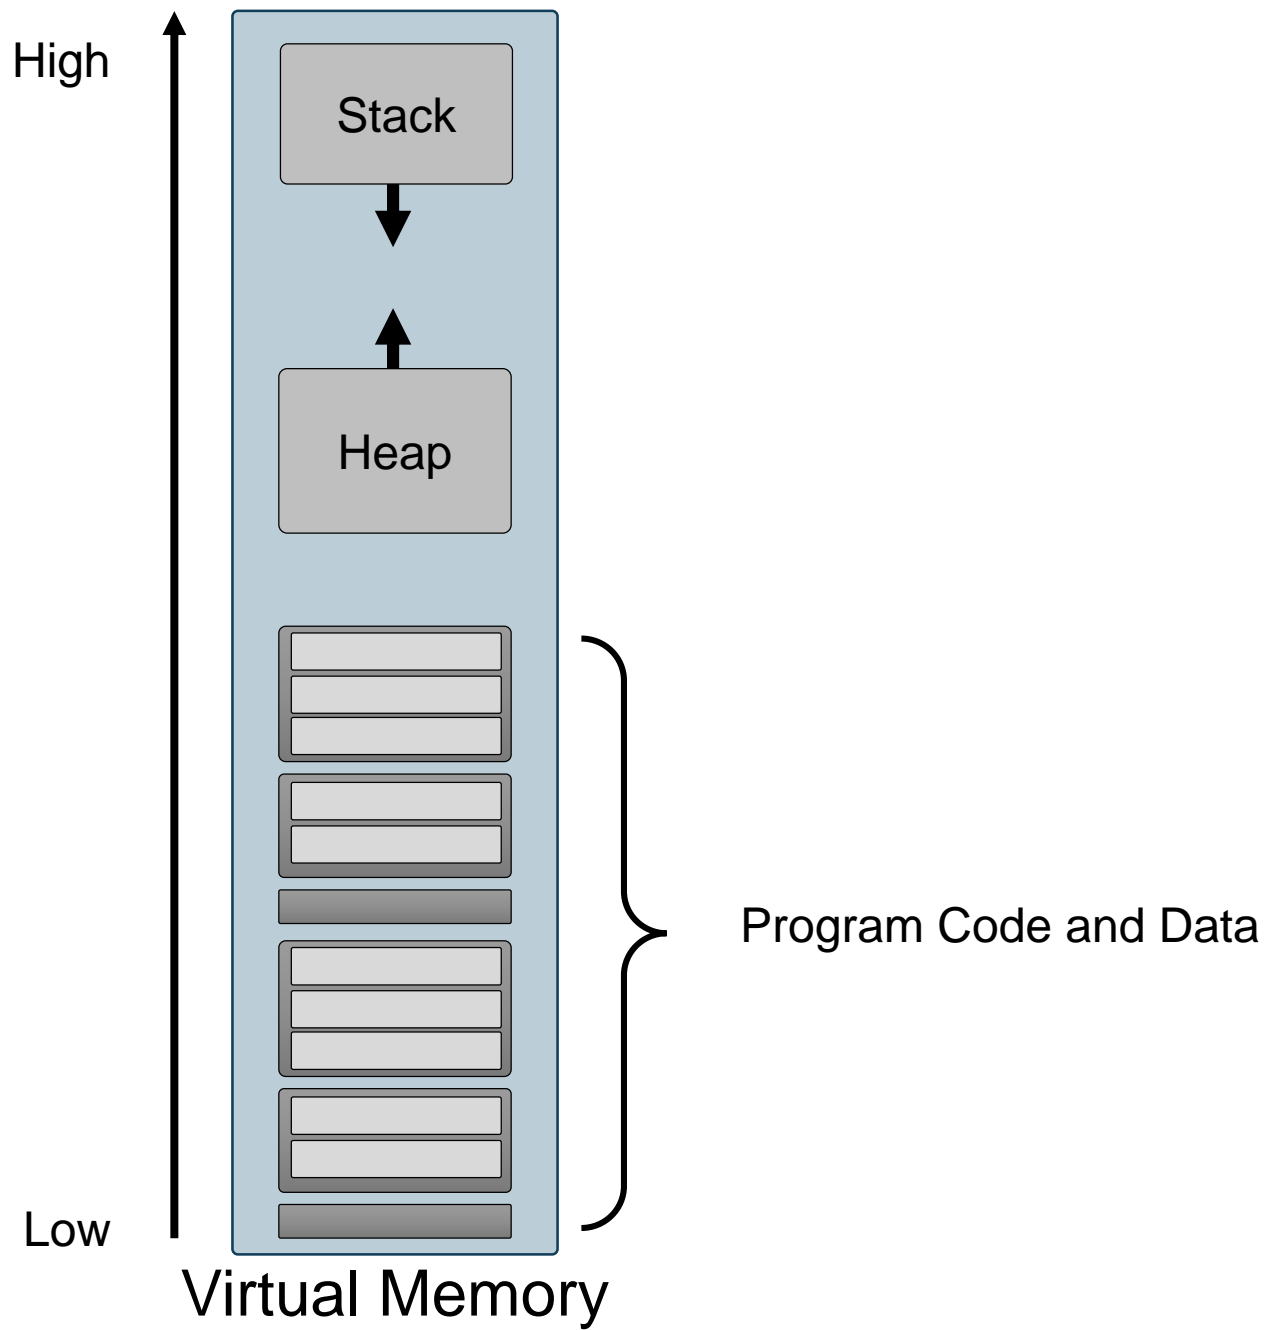 High
Stack
Heap
Program Code and Data
Low
Virtual Memory